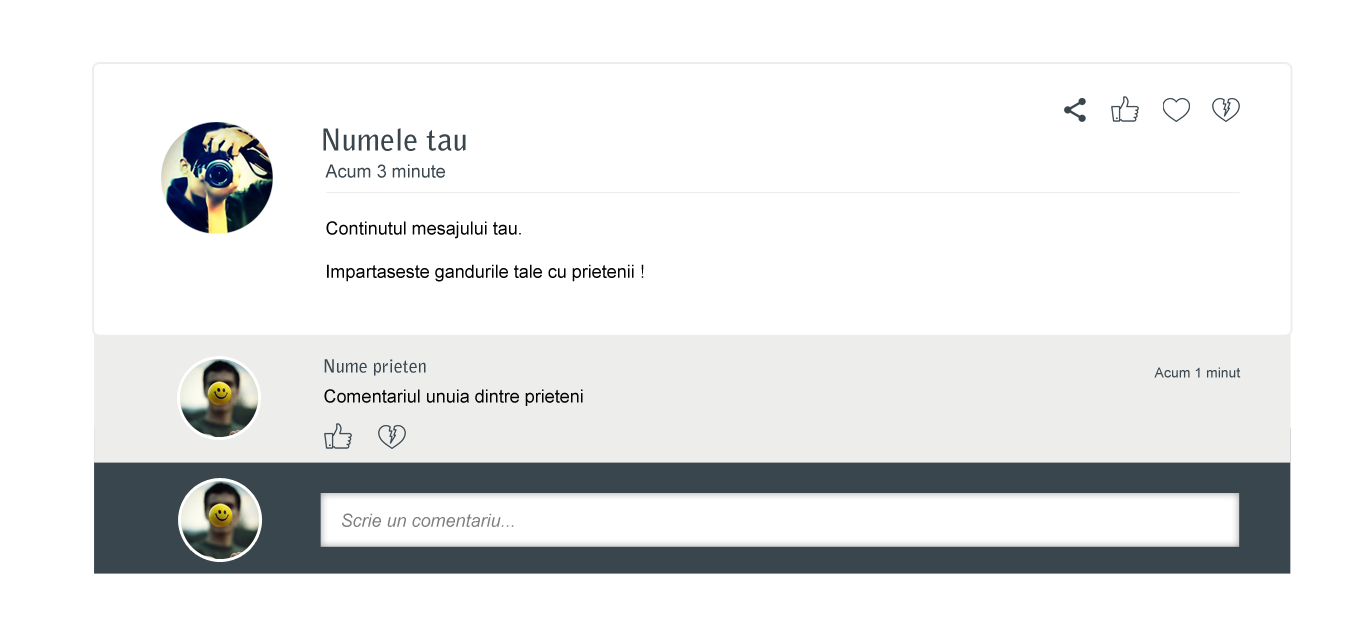 Numele tau
Acum 3 minute
Continutul mesajului tau.
Impartaseste gandurile tale cu prietenii !
Nume prieten
Acum 1 minut
Comentariul unuia dintre prieteni
Scrie un comentariu...